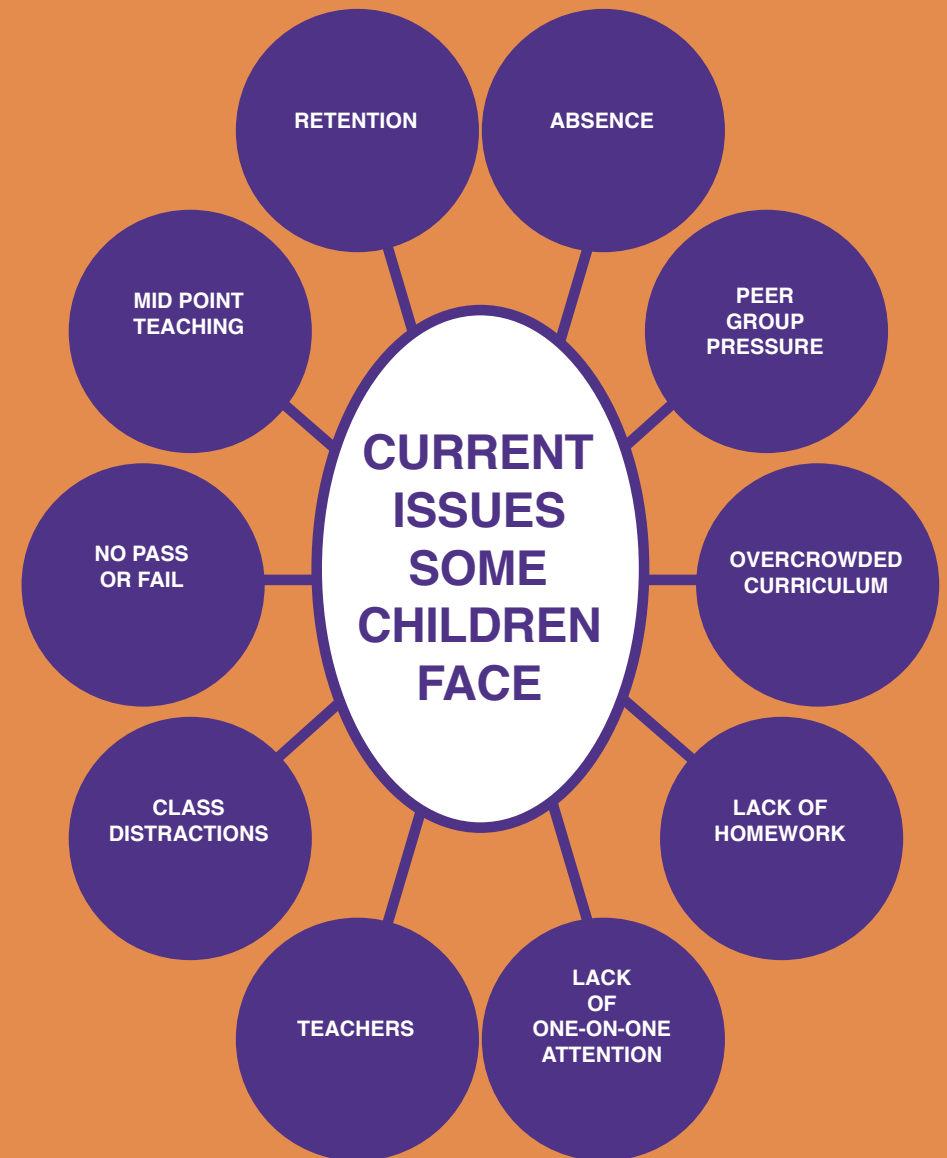 RETENTION
ABSENCE
MID POINT
TEACHING
PEER
GROUP
PRESSURE
CURRENT
ISSUES
SOME
CHILDREN
FACE
NO PASS
OR FAIL
OVERCROWDED
CURRICULUM
CLASS
DISTRACTIONS
LACK OF
HOMEWORK
TEACHERS
LACK
OF
ONE-ON-ONE
ATTENTION